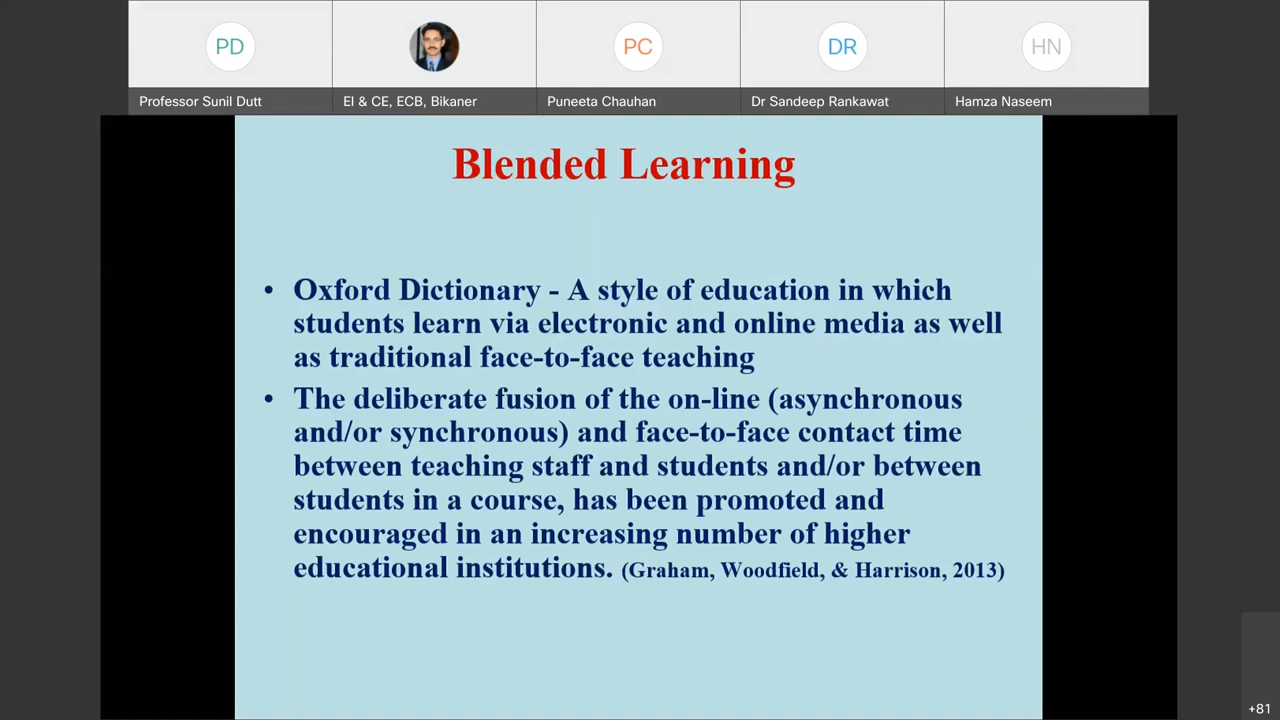 PD
PC
DR
HN
Professor Sunil Dutt
EI & CE, ECB, Bikaner
Puneeta Chauhan
Dr Sandeep Rankawat
Hamza Naseem
Blended Learning
• Oxford Dictionary - A style of education in which
students learn via electronic and online media as well
as traditional face-to-face teaching
• The deliberate fusion of the on-line (asynchronous
and/or synchronous) and face-to-face contact time
between teaching staff and students and/or between
students in a course, has been promoted and
encouraged in an increasing number of higher
educational institutions. (Graham, Woodfield, & Harrison, 2013)
+81